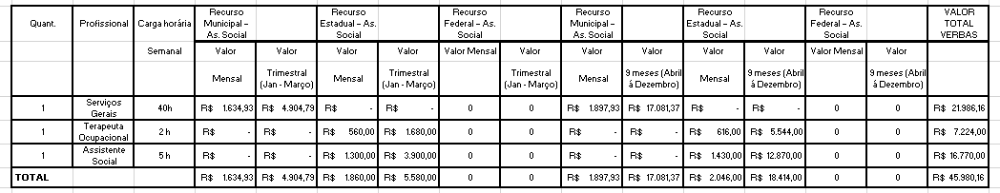 Quant. Profissional Carga horária Recurso Municipal – As. Social Recurso Estadual – As. Social Recurso Federal – As. Social Recurso Municipal – As. Social Recurso Estadual – As. Social Recurso Federal – As. Social VALOR TOTAL VERBAS
Semanal Valor Valor Valor Valor Valor Mensal Valor Valor Valor Valor Valor Valor Mensal Valor
Mensal Trimestral (Jan - Março) Mensal Trimestral (Jan - Março) Trimestral (Jan - Março) Mensal 9 meses (Abril á Dezembro) Mensal 9 meses (Abril á Dezembro) 9 meses (Abril á Dezembro)
1 Serviços Gerais 40h R$ 1.634,93 R$ 4.904,79 R$ - R$ - 0 0 R$ 1.897,93 R$ 17.081,37 R$ - R$ - 0 0 R$ 21.986,16
1 Terapeuta Ocupacional 2 h R$ - R$ - R$ 560,00 R$ 1.680,00 0 0 R$ - R$ - R$ 616,00 R$ 5.544,00 0 0 R$ 7.224,00
1 Assistente Social 5 h R$ - R$ - R$ 1.300,00 R$ 3.900,00 0 0 R$ - R$ - R$ 1.430,00 R$ 12.870,00 0 0 R$ 16.770,00
TOTAL R$ 1.634,93 R$ 4.904,79 R$ 1.860,00 R$ 5.580,00 0 0 R$ 1.897,93 R$ 17.081,37 R$ 2.046,00 R$ 18.414,00 0 0 R$ 45.980,16